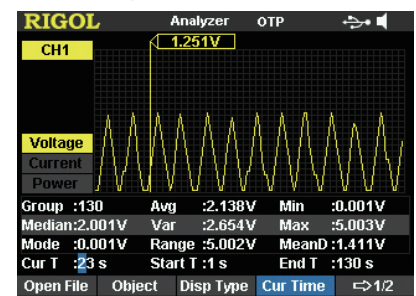 RIGOL Analyzer OTP
CH1
1.251V
Voltage
Current
Power
Group :130 Avg :2.138V Min :0.001V
Median:2.001V Var :2.654V Max :5.003V
Mode :0.001V Range :5.002V MeanD:1.411V
Cur T :23 s Start T :1 s End T :130 s
Open File Object Disp Type Cur Time ⇨1/2